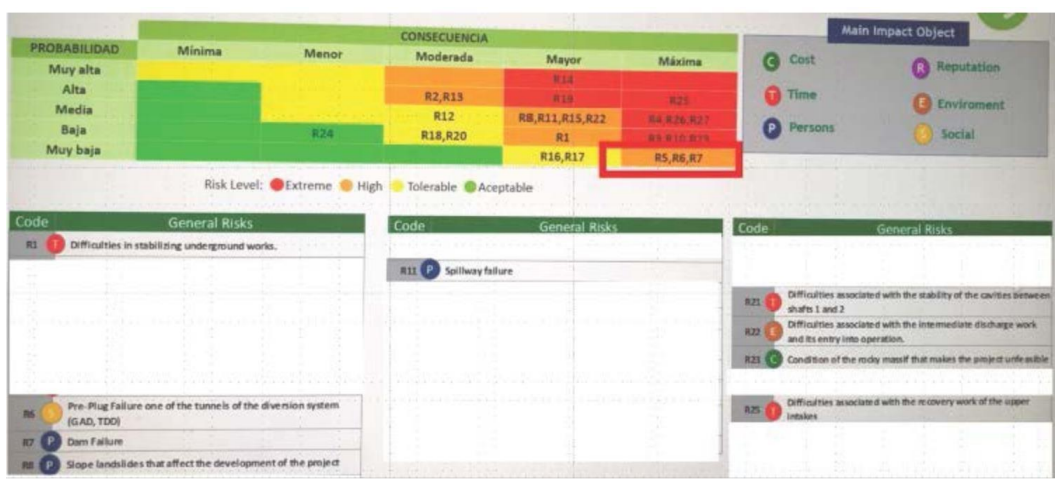 CONSECUENCIA
PROBABILIDAD Mínima Menor Moderada Mayor Máxima
Muy alta R14
Alta R2,R13 R19 R25
Media R12 R8,R11,R15,R22 R4,R26,R27
Baja R24 R18,R20 R1
Muy baja R16,R17 R5,R6,R7
Risk Level: Extreme High Tolerable Aceptable
Main Impact Object
C Cost R Reputation
T Time E Enviroment
P Persons S Social
Code General Risks
R1 T Difficulties in stabilizing underground works.
R6 S Pre-Plug Failure one of the tunnels of the diversion system
(GAD, TDD)
R7 P Dam Failure
R8 P Slope landslides that affect the development of the project
Code General Risks
R11 P Spillway failure
Code General Risks
R21 T Difficulties associated with the stability of the cavities between
shafts 1 and 2
R22 E Difficulties associated with the intermediate discharge work
and its entry into operation.
R23 C Condition of the rocky massif that makes the project unfeasible
R25 T Difficulties associated with the recovery work of the upper
intakes